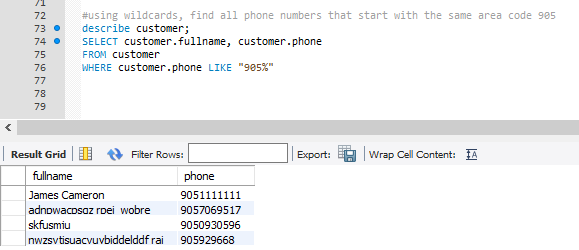 71
72 #using wildcards, find all phone numbers that start with the same area code 905
73 describe customer;
74 SELECT customer.fullname, customer.phone
75 FROM customer
76 WHERE customer.phone LIKE "905%"
77
78
79
Result Grid Filter Rows: Export: Wrap Cell Content: IA
fullname phone
James Cameron 9051111111
adnpwacpsgz rpei wobre 9057069517
skfusmiu 9050930596
nwzsvtisuacvuvbiddelddf rai 905929668